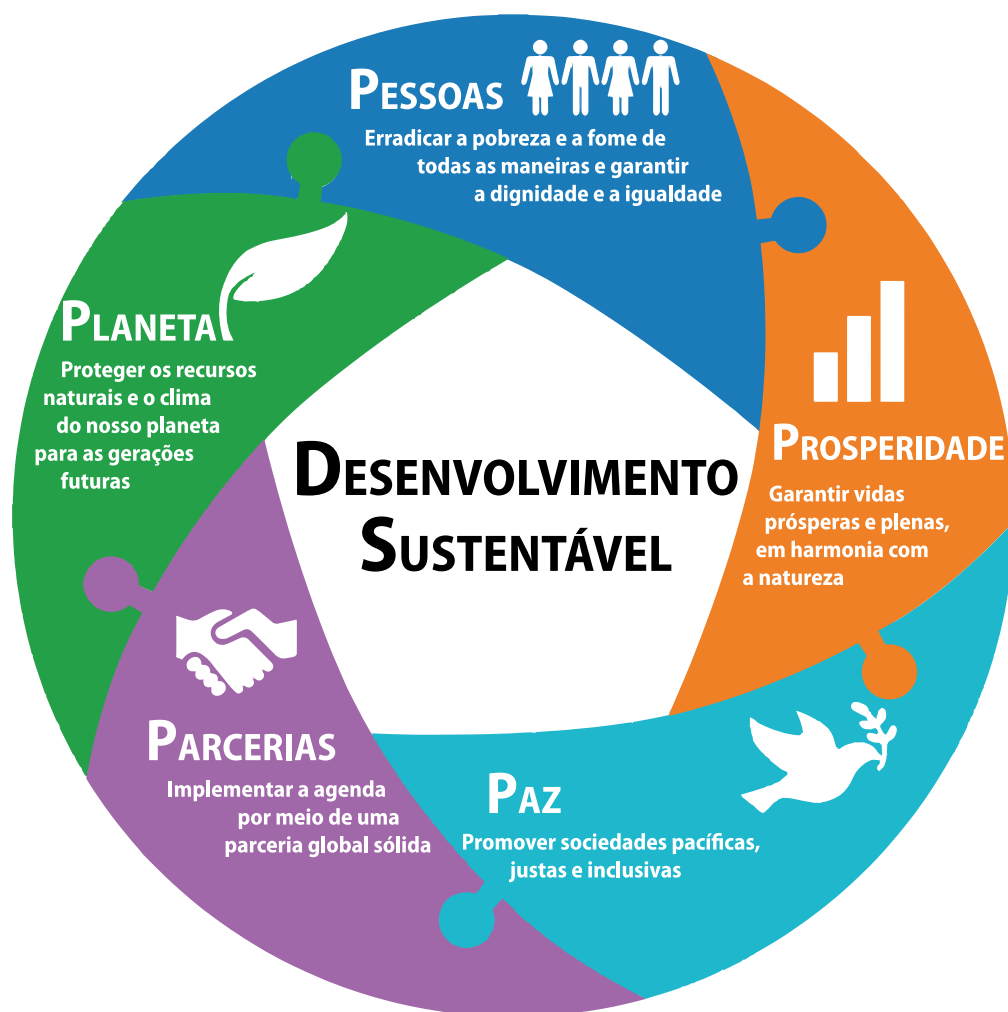 PESSOAS
Erradicar a pobreza e a fome de
todas as maneiras e garantir
a dignidade e a igualdade
PLANETA
Proteger os recursos
naturais e o clima
do nosso planeta
para as gerações
futuras
DESENVOLVIMENTO
SUSTENTÁVEL
PROSPERIDADE
Garantir vidas
prósperas e plenas,
em harmonia com
a natureza
PARCERIAS
Implementar a agenda
por meio de uma
parceria global sólida
PAZ
Promover sociedades pacíficas,
justas e inclusivas